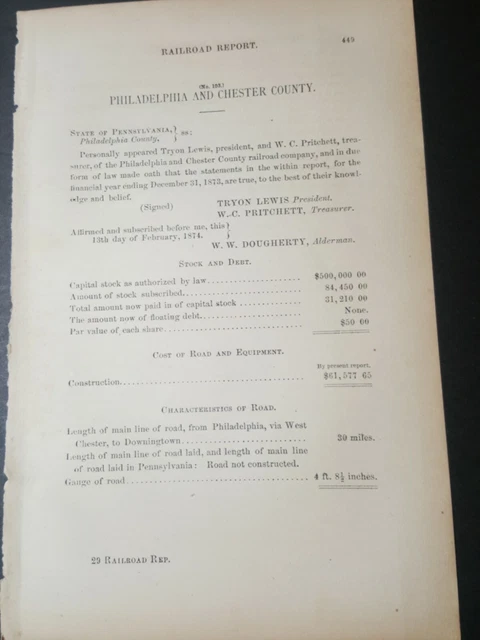 RAILROAD REPORT. 449
(No. 193.)
PHILADELPHIA AND CHESTER COUNTY.
STATE OF PENNSYLVANIA, } ss:
Philadelphia County,
Personally appeared Tryon Lewis, president, and W. C. Pritchett, trea-
surer, of the Philadelphia and Chester County railroad company, and in due
form of law made oath that the statements in the within report, for the
financial year ending December 31, 1873, are true, to the best of their knowl-
edge and belief.
(Signed) TRYON LEWIS President.
W. C. PRITCHETT, Treasurer.
Affirmed and subscribed before me, this }
13th day of February, 1874.
W. W. DOUGHERTY, Alderman.
STOCK AND DEBT.
Capital stock as authorized by law.................... $500,000 00
Amount of stock subscribed.................... 84,450 00
Total amount now paid in of capital stock.................... 31,210 00
The amount now of floating debt.................... None.
Par value of each share.................... $50 00
COST OF ROAD AND EQUIPMENT.
By present report.
Construction.................... $61,577 65
CHARACTERISTICS OF ROAD.
Length of main line of road, from Philadelphia, via West
Chester, to Downingtown.................... 30 miles.
Length of main line of road laid, and length of main line
of road laid in Pennsylvania: Road not constructed.
Gauge of road.................... 4 ft. 8½ inches.
29 RAILROAD REP.